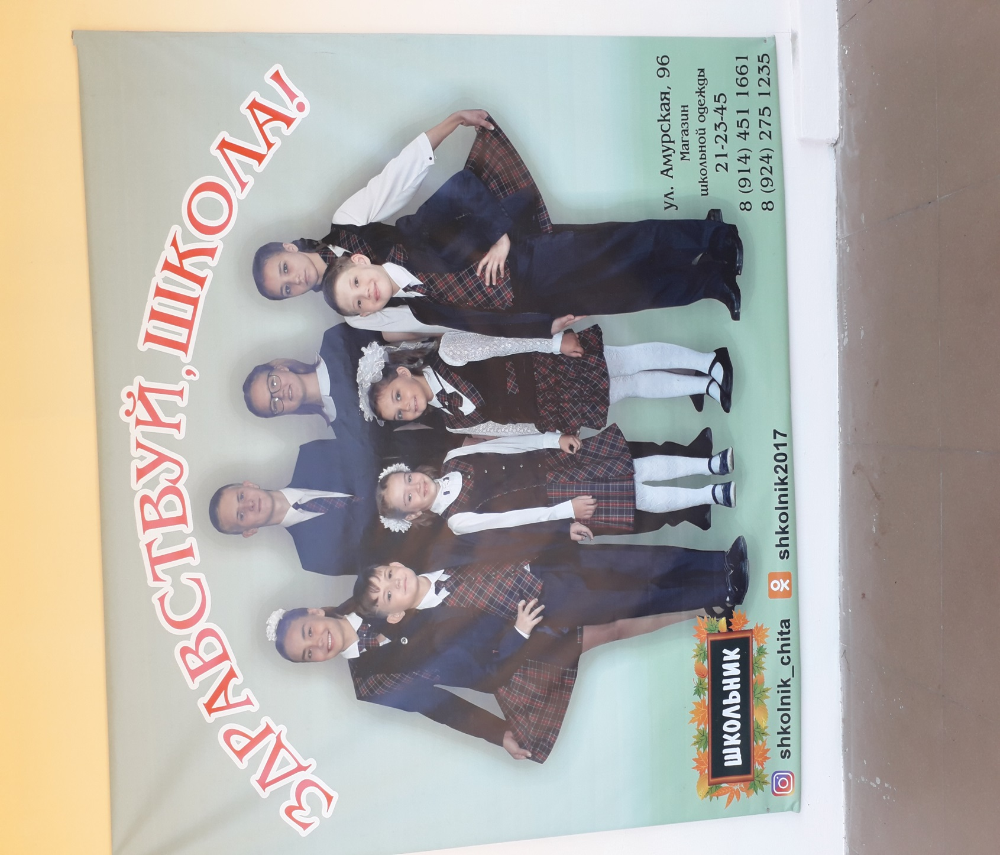 ЗДРАВСТВУЙ, ШКОЛА!
ул. Амурская, 96
Магазин
школьной одежды
21-23-45
8 (914) 451 1661
8 (924) 275 1235
ШКОЛЬНИК
shkolnik_chita
shkolnik2017